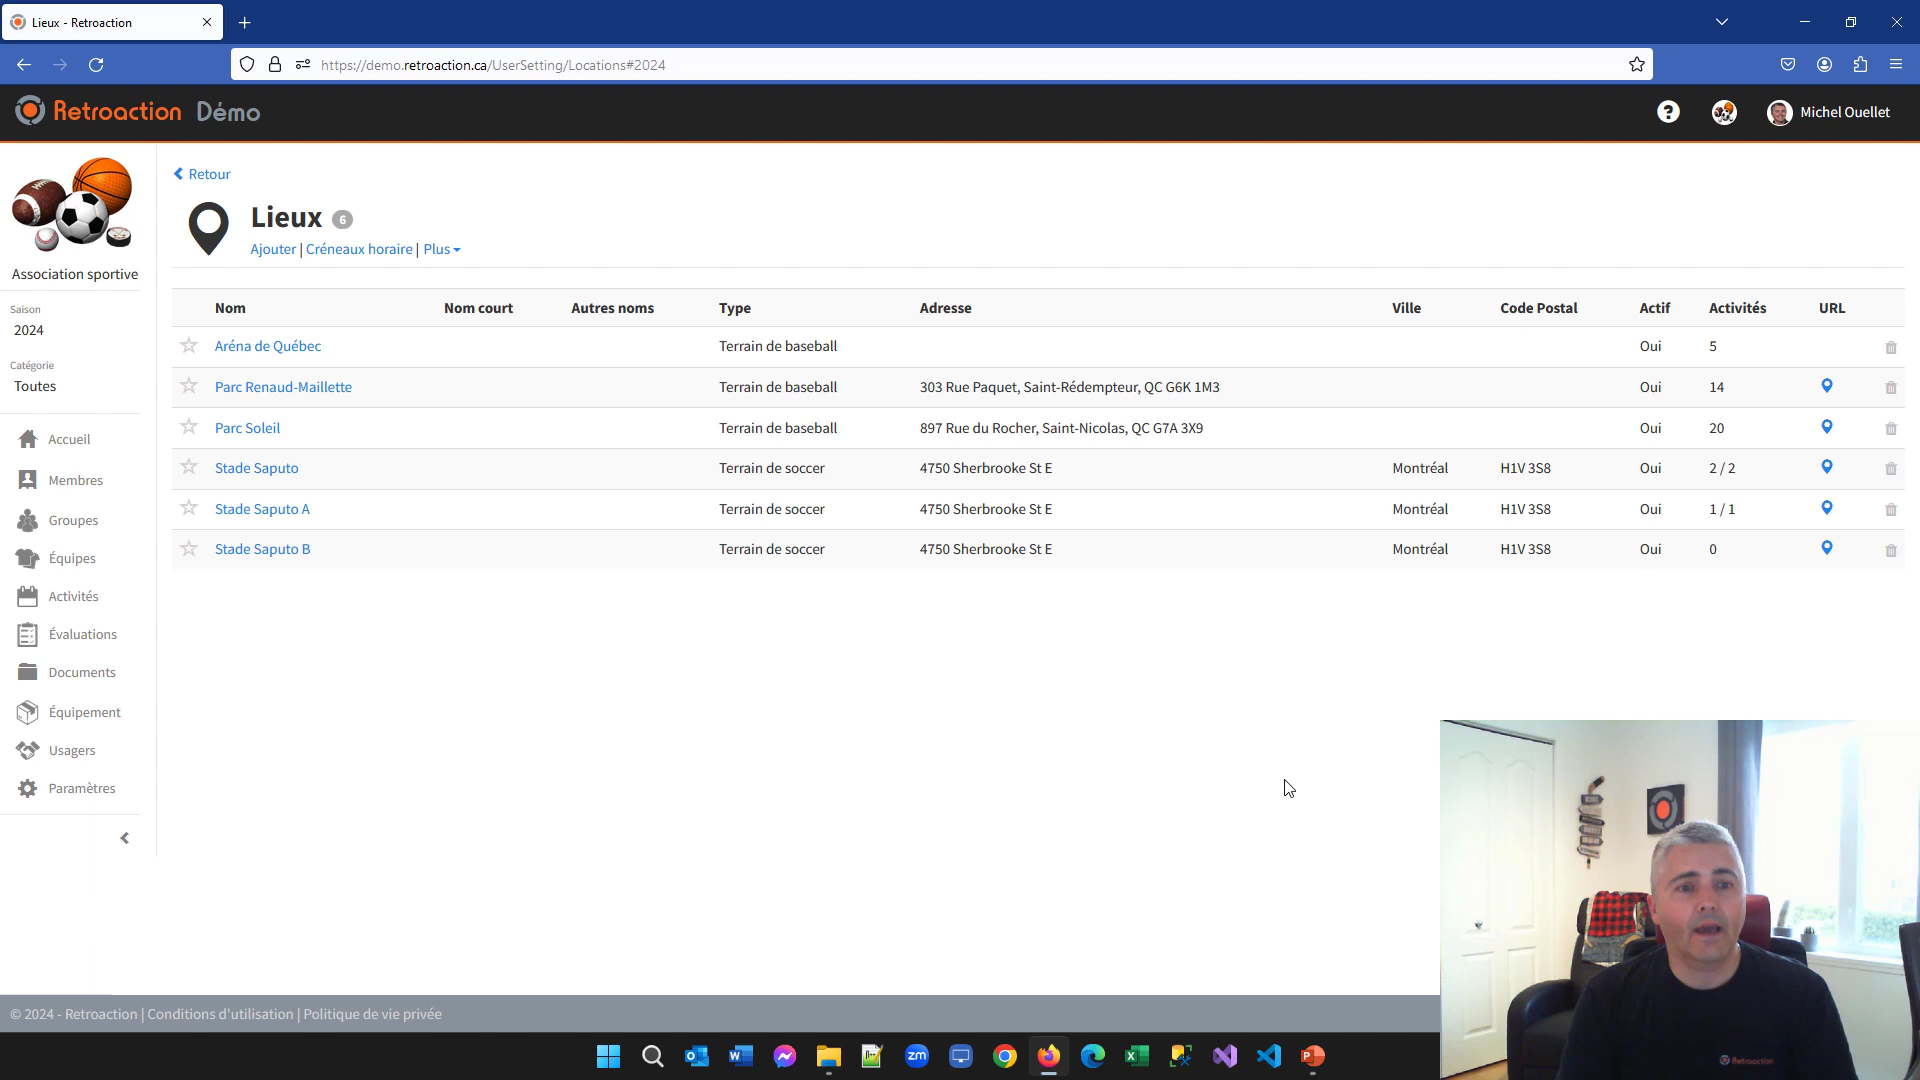 Lieux - Retroaction
https://demo.retroaction.ca/UserSetting/Locations#2024
Retroaction Démo
? Michel Ouellet
Retour
Lieux 6
Ajouter | Créneaux horaire | Plus
Association sportive
Saison
2024
Catégorie
Toutes
Accueil
Membres
Groupes
Équipes
Activités
Évaluations
Documents
Équipement
Usagers
Paramètres
Nom Nom court Autres noms Type Adresse Ville Code Postal Actif Activités URL
Aréna de Québec Terrain de baseball Oui 5
Parc Renaud-Maillette Terrain de baseball 303 Rue Paquet, Saint-Rédempteur, QC G6K 1M3 Oui 14
Parc Soleil Terrain de baseball 897 Rue du Rocher, Saint-Nicolas, QC G7A 3X9 Oui 20
Stade Saputo Terrain de soccer 4750 Sherbrooke St E Montréal H1V 3S8 Oui 2 / 2
Stade Saputo A Terrain de soccer 4750 Sherbrooke St E Montréal H1V 3S8 Oui 1 / 1
Stade Saputo B Terrain de soccer 4750 Sherbrooke St E Montréal H1V 3S8 Oui 0
© 2024 - Retroaction | Conditions d'utilisation | Politique de vie privée
zm
Retroaction